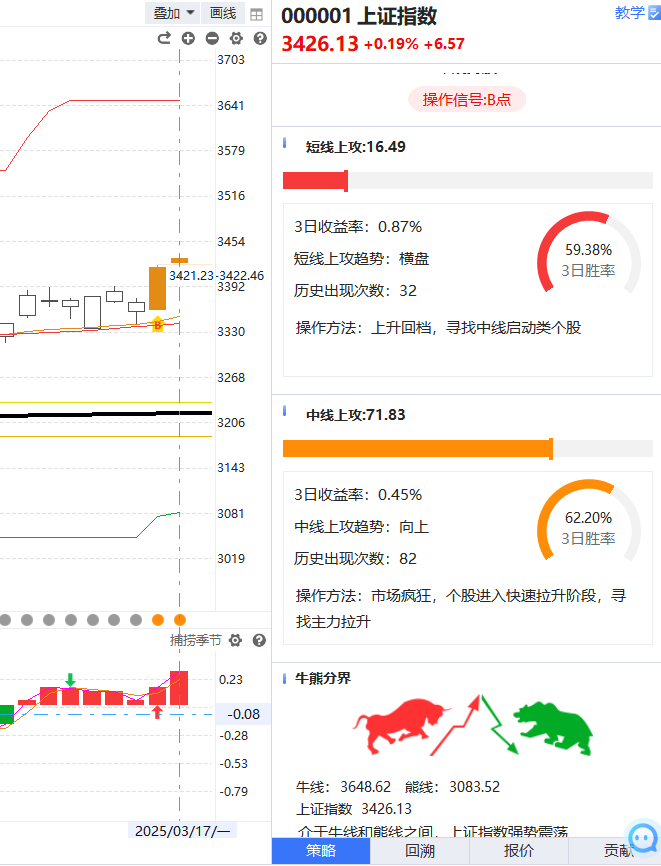 叠加 画线
3703
3641
3579
3516
3454
3421.23-3422.46
3392
3330
B
3268
3206
3143
3081
3019
捕捞季节
0.23
-0.08
-0.28
-0.53
-0.79
2025/03/17/一
000001 上证指数
教学
3426.13 +0.19% +6.57
操作信号:B点
短线上攻:16.49
3日收益率：0.87%
短线上攻趋势：横盘
历史出现次数：32
59.38%
3日胜率
操作方法：上升回档，寻找中线启动类个股
中线上攻:71.83
3日收益率：0.45%
中线上攻趋势：向上
历史出现次数：82
62.20%
3日胜率
操作方法：市场疯狂，个股进入快速拉升阶段，寻
找主力拉升
牛熊分界
牛线： 3648.62 熊线： 3083.52
上证指数 3426.13
介于牛线和熊线之间，上证指数强势震荡
策略 回溯 报价 贡献